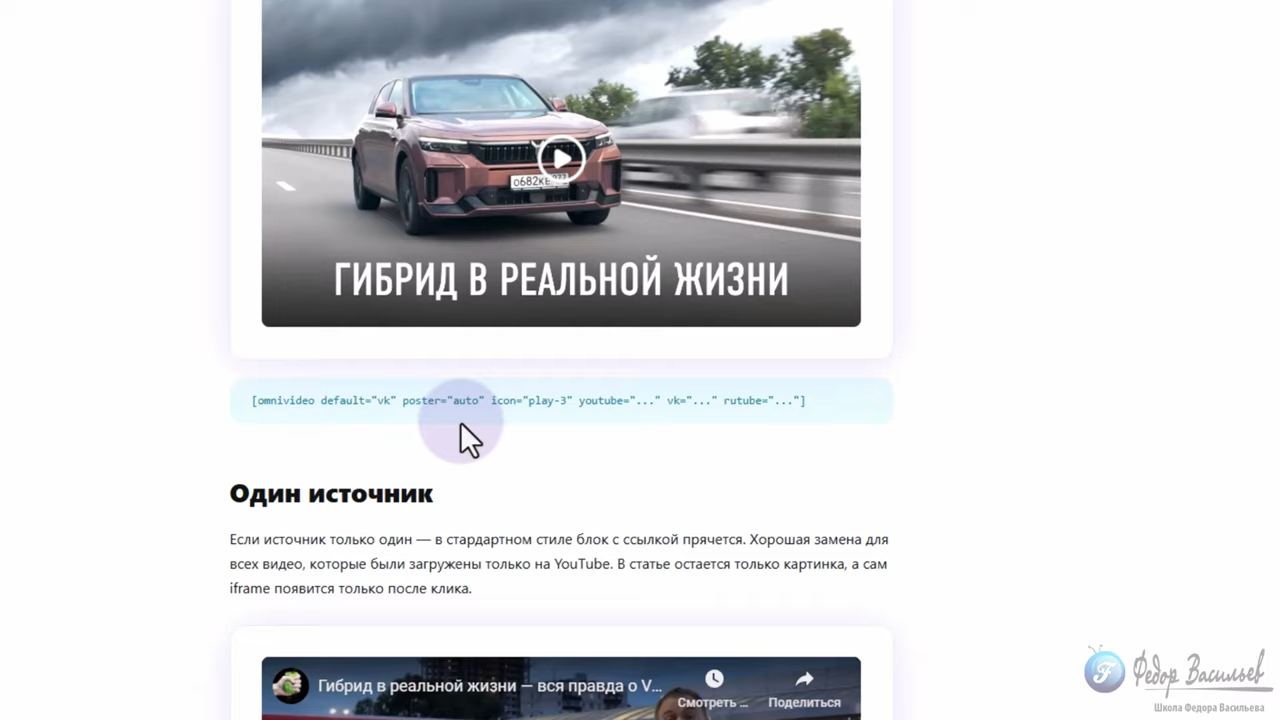 ГИБРИД В РЕАЛЬНОЙ ЖИЗНИ
[omnivideo default="vk" poster="auto" icon="play-3" youtube="..." vk="..." rutube="..."]
Один источник
Если источник только один — в стардартном стиле блок с ссылкой прячется. Хорошая замена для
всех видео, которые были загружены только на YouTube. В статье остается только картинка, а сам
iframe появится только после клика.
Гибрид в реальной жизни — вся правда о V...
Смотреть ...
Поделиться
Федор Васильев
Школа Федора Васильева